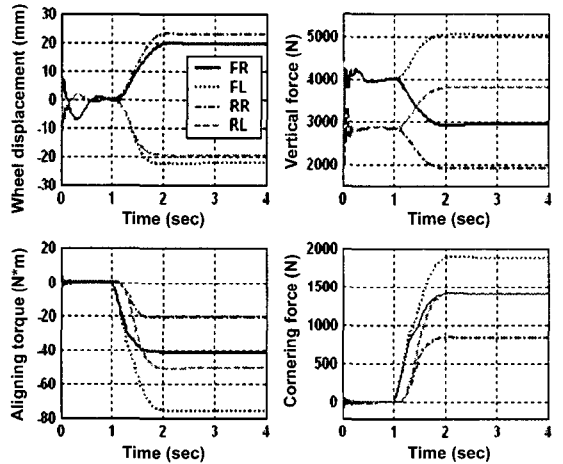 Wheel displacement (mm)
30
20
10
0
-10
-20
-30
0 1 2 3 4
Time (sec)
FR
FL
RR
RL
Vertical force (N)
5000
4000
3000
2000
0 1 2 3 4
Time (sec)
Aligning torque (N*m)
20
0
-20
-40
-60
-80
0 1 2 3 4
Time (sec)
Cornering force (N)
2000
1500
1000
500
0
0 1 2 3 4
Time (sec)